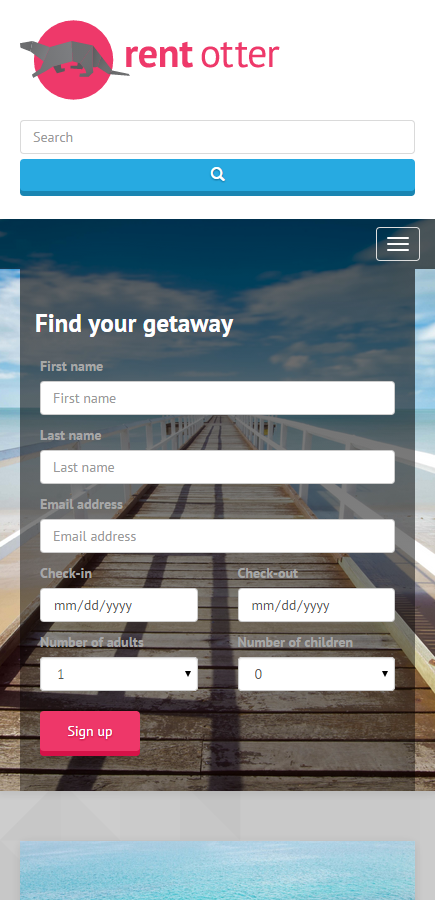 rent otter
Search
Find your getaway
First name
First name
Last name
Last name
Email address
Email address
Check-in Check-out
mm/dd/yyyy mm/dd/yyyy
Number of adults Number of children
1 0
Sign up